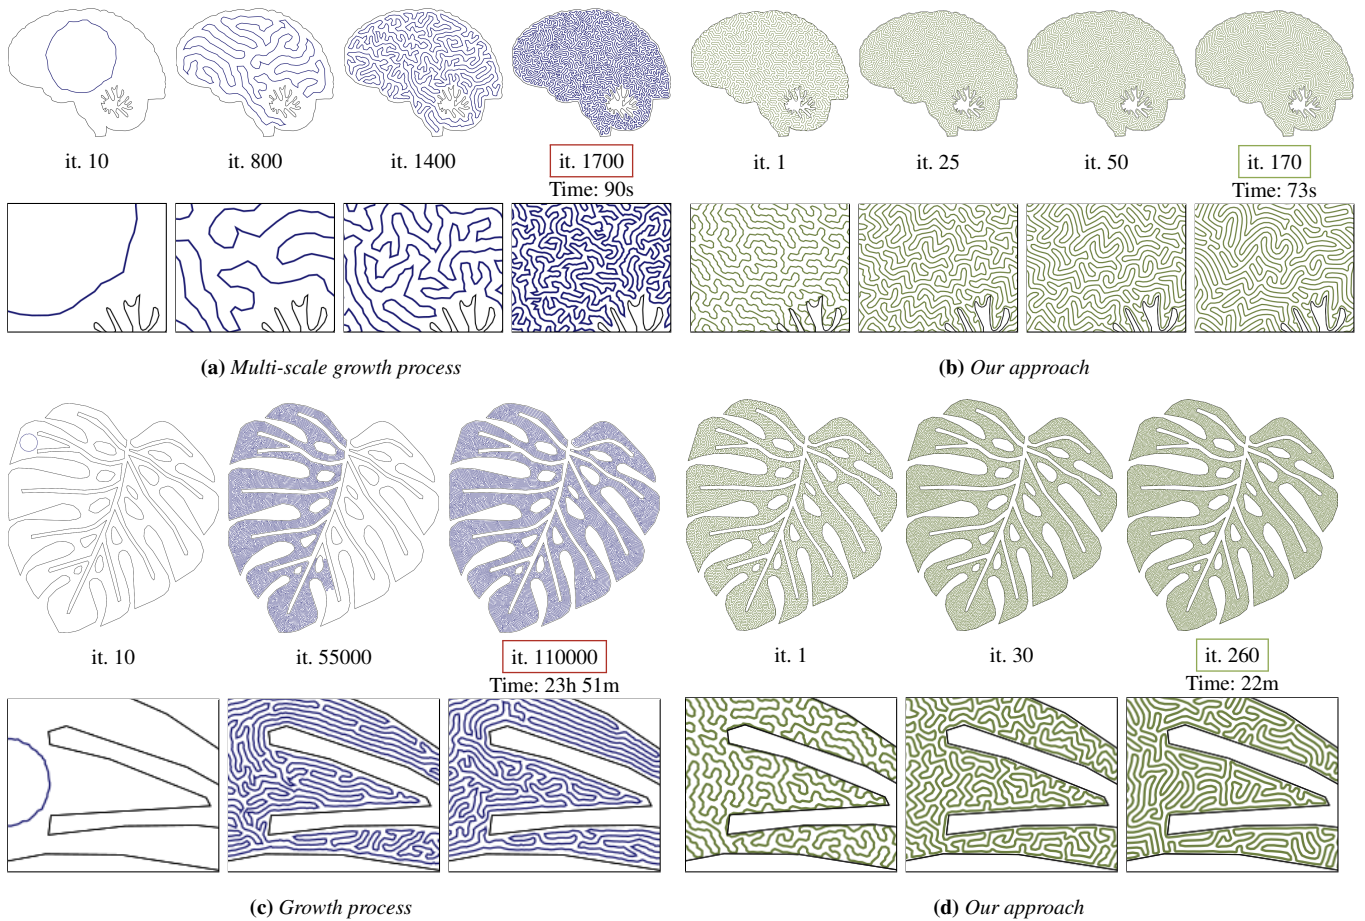 it. 10
it. 800
it. 1400
it. 1700
Time: 90s
it. 1
it. 25
it. 50
it. 170
Time: 73s
(a) Multi-scale growth process
(b) Our approach
it. 10
it. 55000
it. 110000
Time: 23h 51m
it. 1
it. 30
it. 260
Time: 22m
(c) Growth process
(d) Our approach